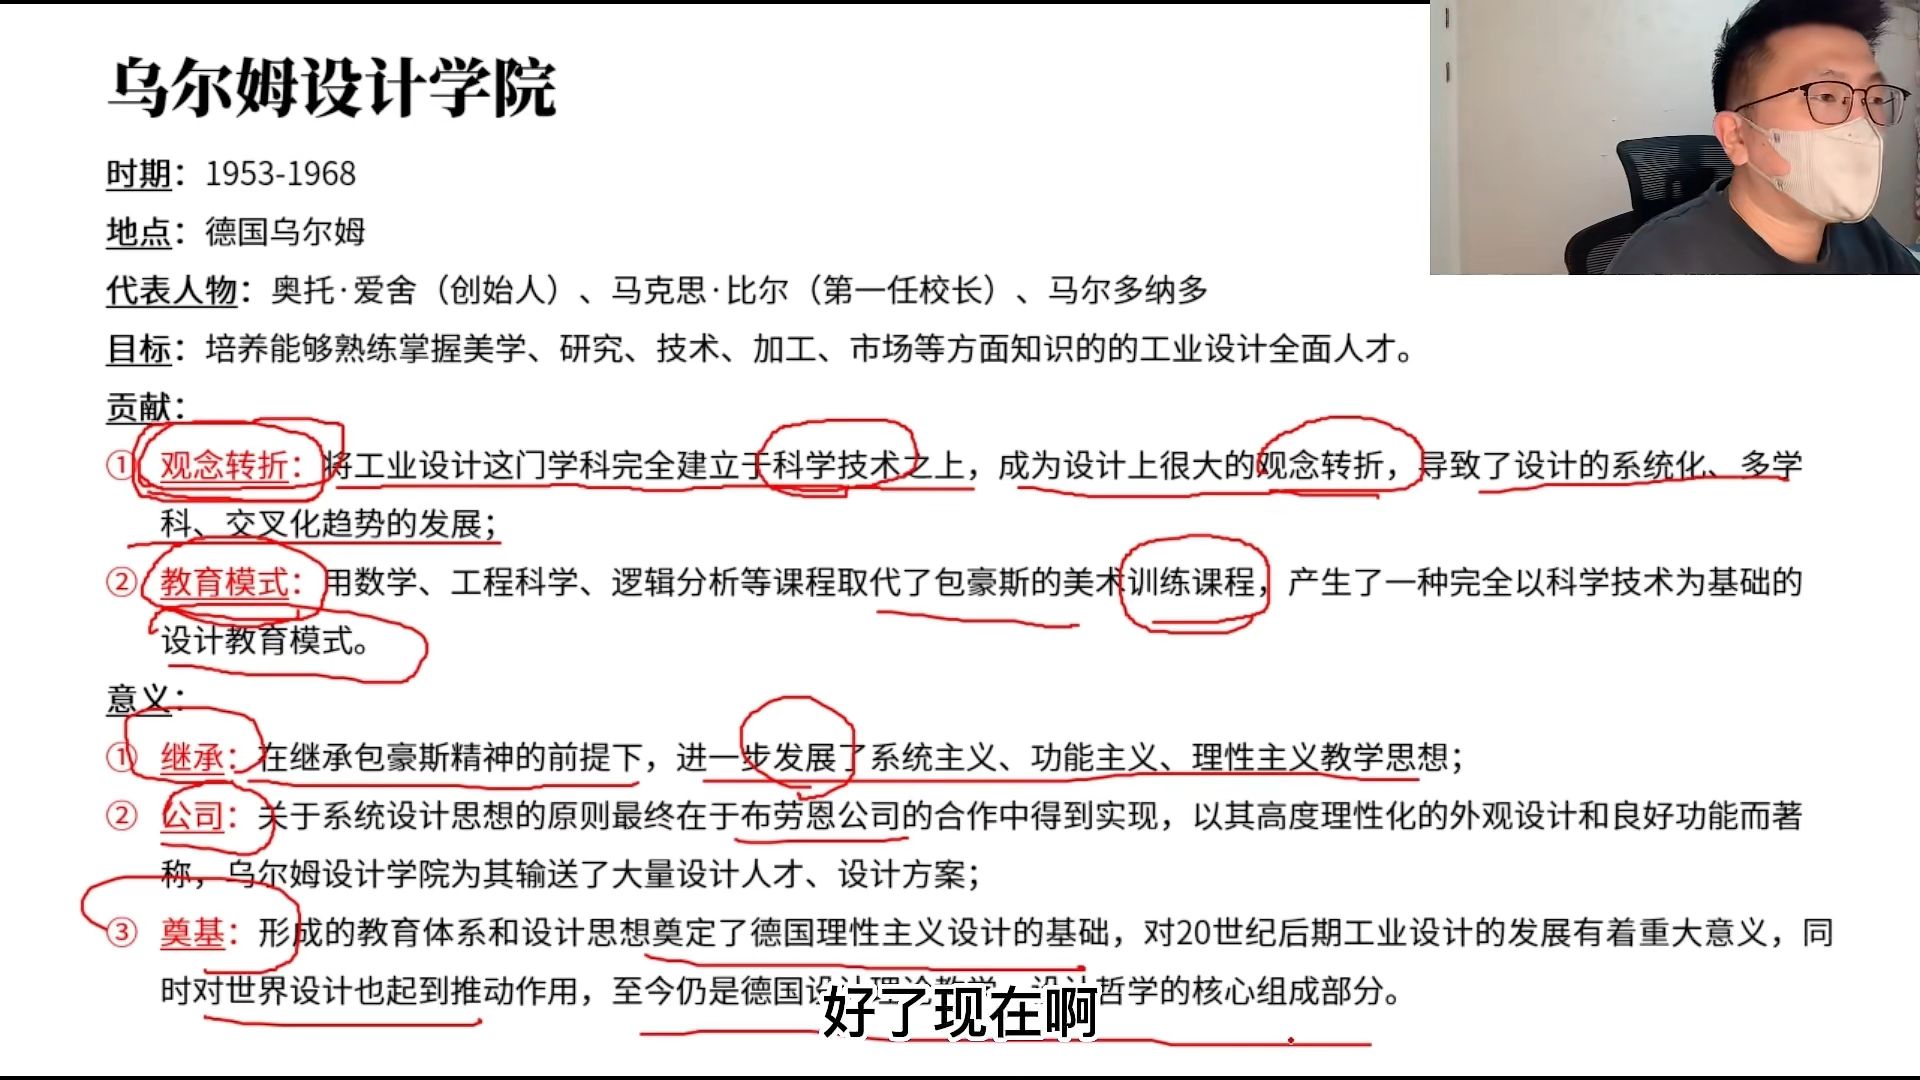 乌尔姆设计学院
时期：1953-1968
地点：德国乌尔姆
代表人物：奥托·爱舍（创始人）、马克思·比尔（第一任校长）、马尔多纳多
目标：培养能够熟练掌握美学、研究、技术、加工、市场等方面知识的的工业设计全面人才。
贡献：
① 观念转折：将工业设计这门学科完全建立于科学技术之上，成为设计上很大的观念转折，导致了设计的系统化、多学
科、交叉化趋势的发展；
② 教育模式：用数学、工程科学、逻辑分析等课程取代了包豪斯的美术训练课程，产生了一种完全以科学技术为基础的
设计教育模式。
意义：
① 继承：在继承包豪斯精神的前提下，进一步发展了系统主义、功能主义、理性主义教学思想；
② 公司：关于系统设计思想的原则最终在于布劳恩公司的合作中得到实现，以其高度理性化的外观设计和良好功能而著
称，乌尔姆设计学院为其输送了大量设计人才、设计方案；
③ 奠基：形成的教育体系和设计思想奠定了德国理性主义设计的基础，对20世纪后期工业设计的发展有着重大意义，同
时对世界设计也起到推动作用，至今仍是德国设计理论教学、设计哲学的核心组成部分。
好了现在啊